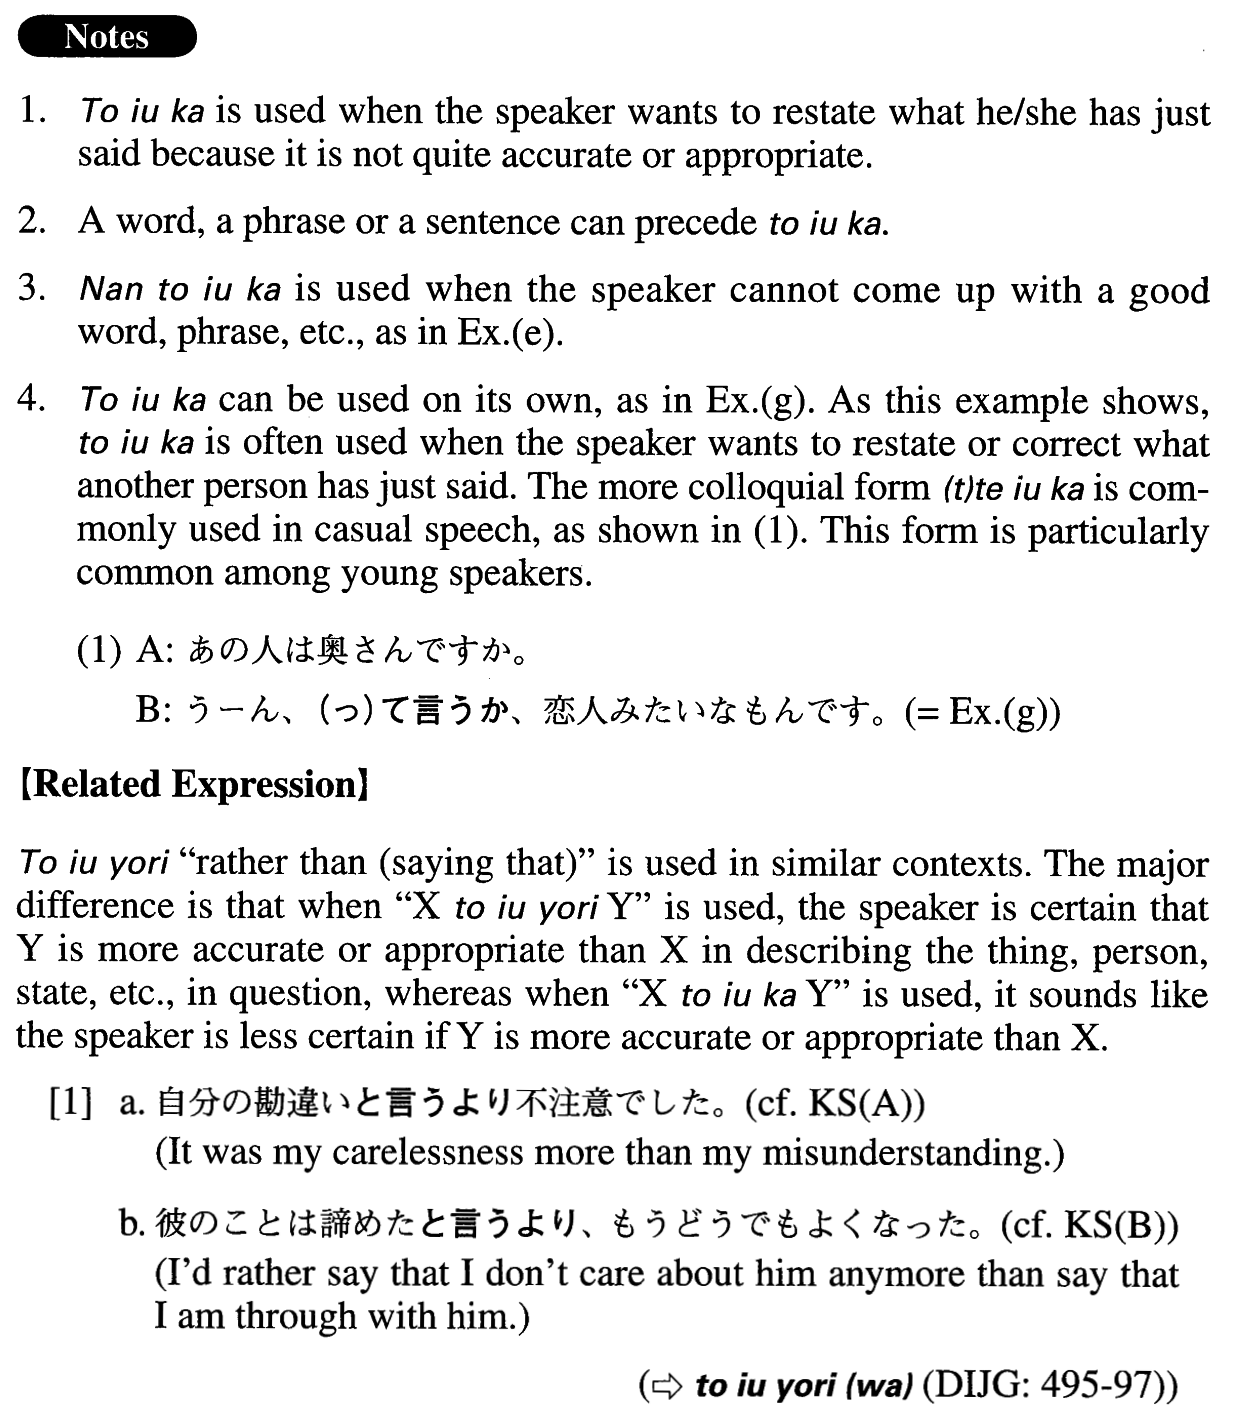 Notes
1. To iu ka is used when the speaker wants to restate what he/she has just
said because it is not quite accurate or appropriate.
2. A word, a phrase or a sentence can precede to iu ka.
3. Nan to iu ka is used when the speaker cannot come up with a good
word, phrase, etc., as in Ex.(e).
4. To iu ka can be used on its own, as in Ex.(g). As this example shows,
to iu ka is often used when the speaker wants to restate or correct what
another person has just said. The more colloquial form (t)te iu ka is com-
monly used in casual speech, as shown in (1). This form is particularly
common among young speakers.
(1) A: あの人は奥さんですか。
B: うーん、(っ)て言うか、恋人みたいなもんです。(= Ex.(g))
【Related Expression】
To iu yori “rather than (saying that)” is used in similar contexts. The major
difference is that when “X to iu yori Y” is used, the speaker is certain that
Y is more accurate or appropriate than X in describing the thing, person,
state, etc., in question, whereas when “X to iu ka Y” is used, it sounds like
the speaker is less certain if Y is more accurate or appropriate than X.
[1] a. 自分の勘違いと言うより不注意でした。(cf. KS(A))
(It was my carelessness more than my misunderstanding.)
b. 彼のことは諦めたと言うより、もうどうでもよくなった。(cf. KS(B))
(I’d rather say that I don’t care about him anymore than say that
I am through with him.)
(⇨ to iu yori (wa) (DIJG: 495-97))